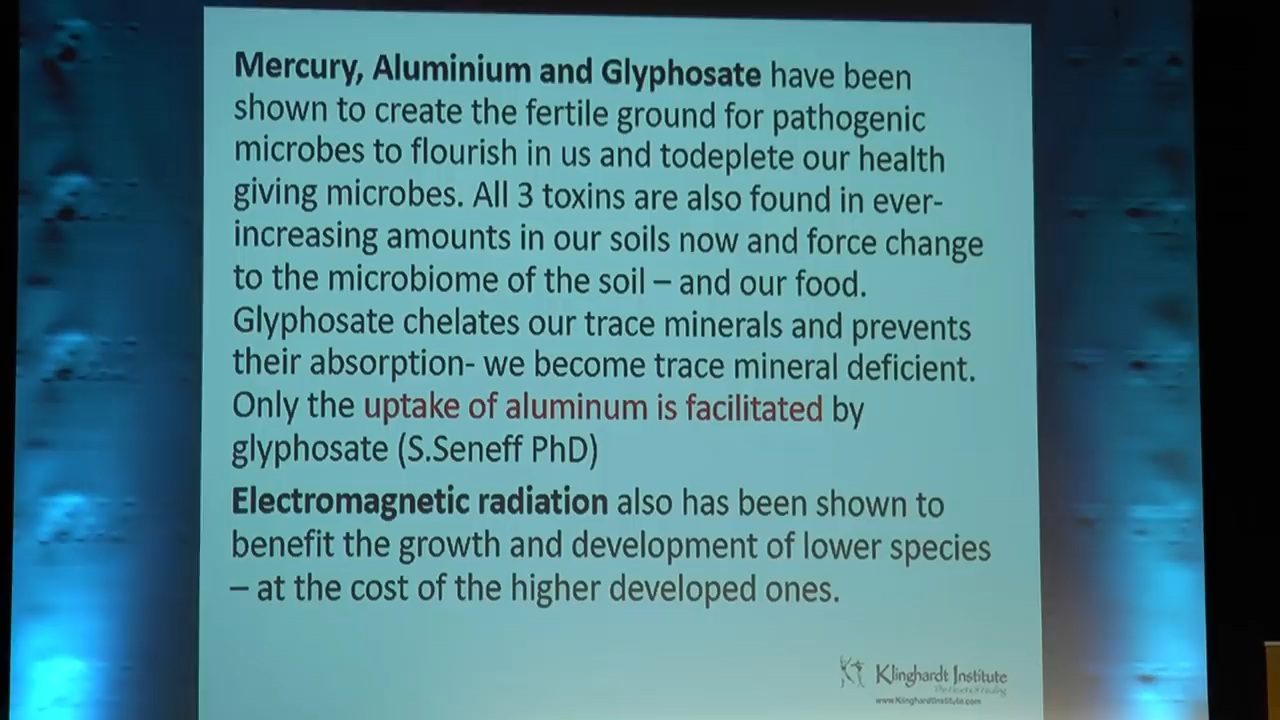 Mercury, Aluminium and Glyphosate have been
shown to create the fertile ground for pathogenic
microbes to flourish in us and todeplete our health
giving microbes. All 3 toxins are also found in ever-
increasing amounts in our soils now and force change
to the microbiome of the soil – and our food.
Glyphosate chelates our trace minerals and prevents
their absorption- we become trace mineral deficient.
Only the uptake of aluminum is facilitated by
glyphosate (S.Seneff PhD)
Electromagnetic radiation also has been shown to
benefit the growth and development of lower species
– at the cost of the higher developed ones.
Klinghardt Institute
www.KlinghardtInstitute.com